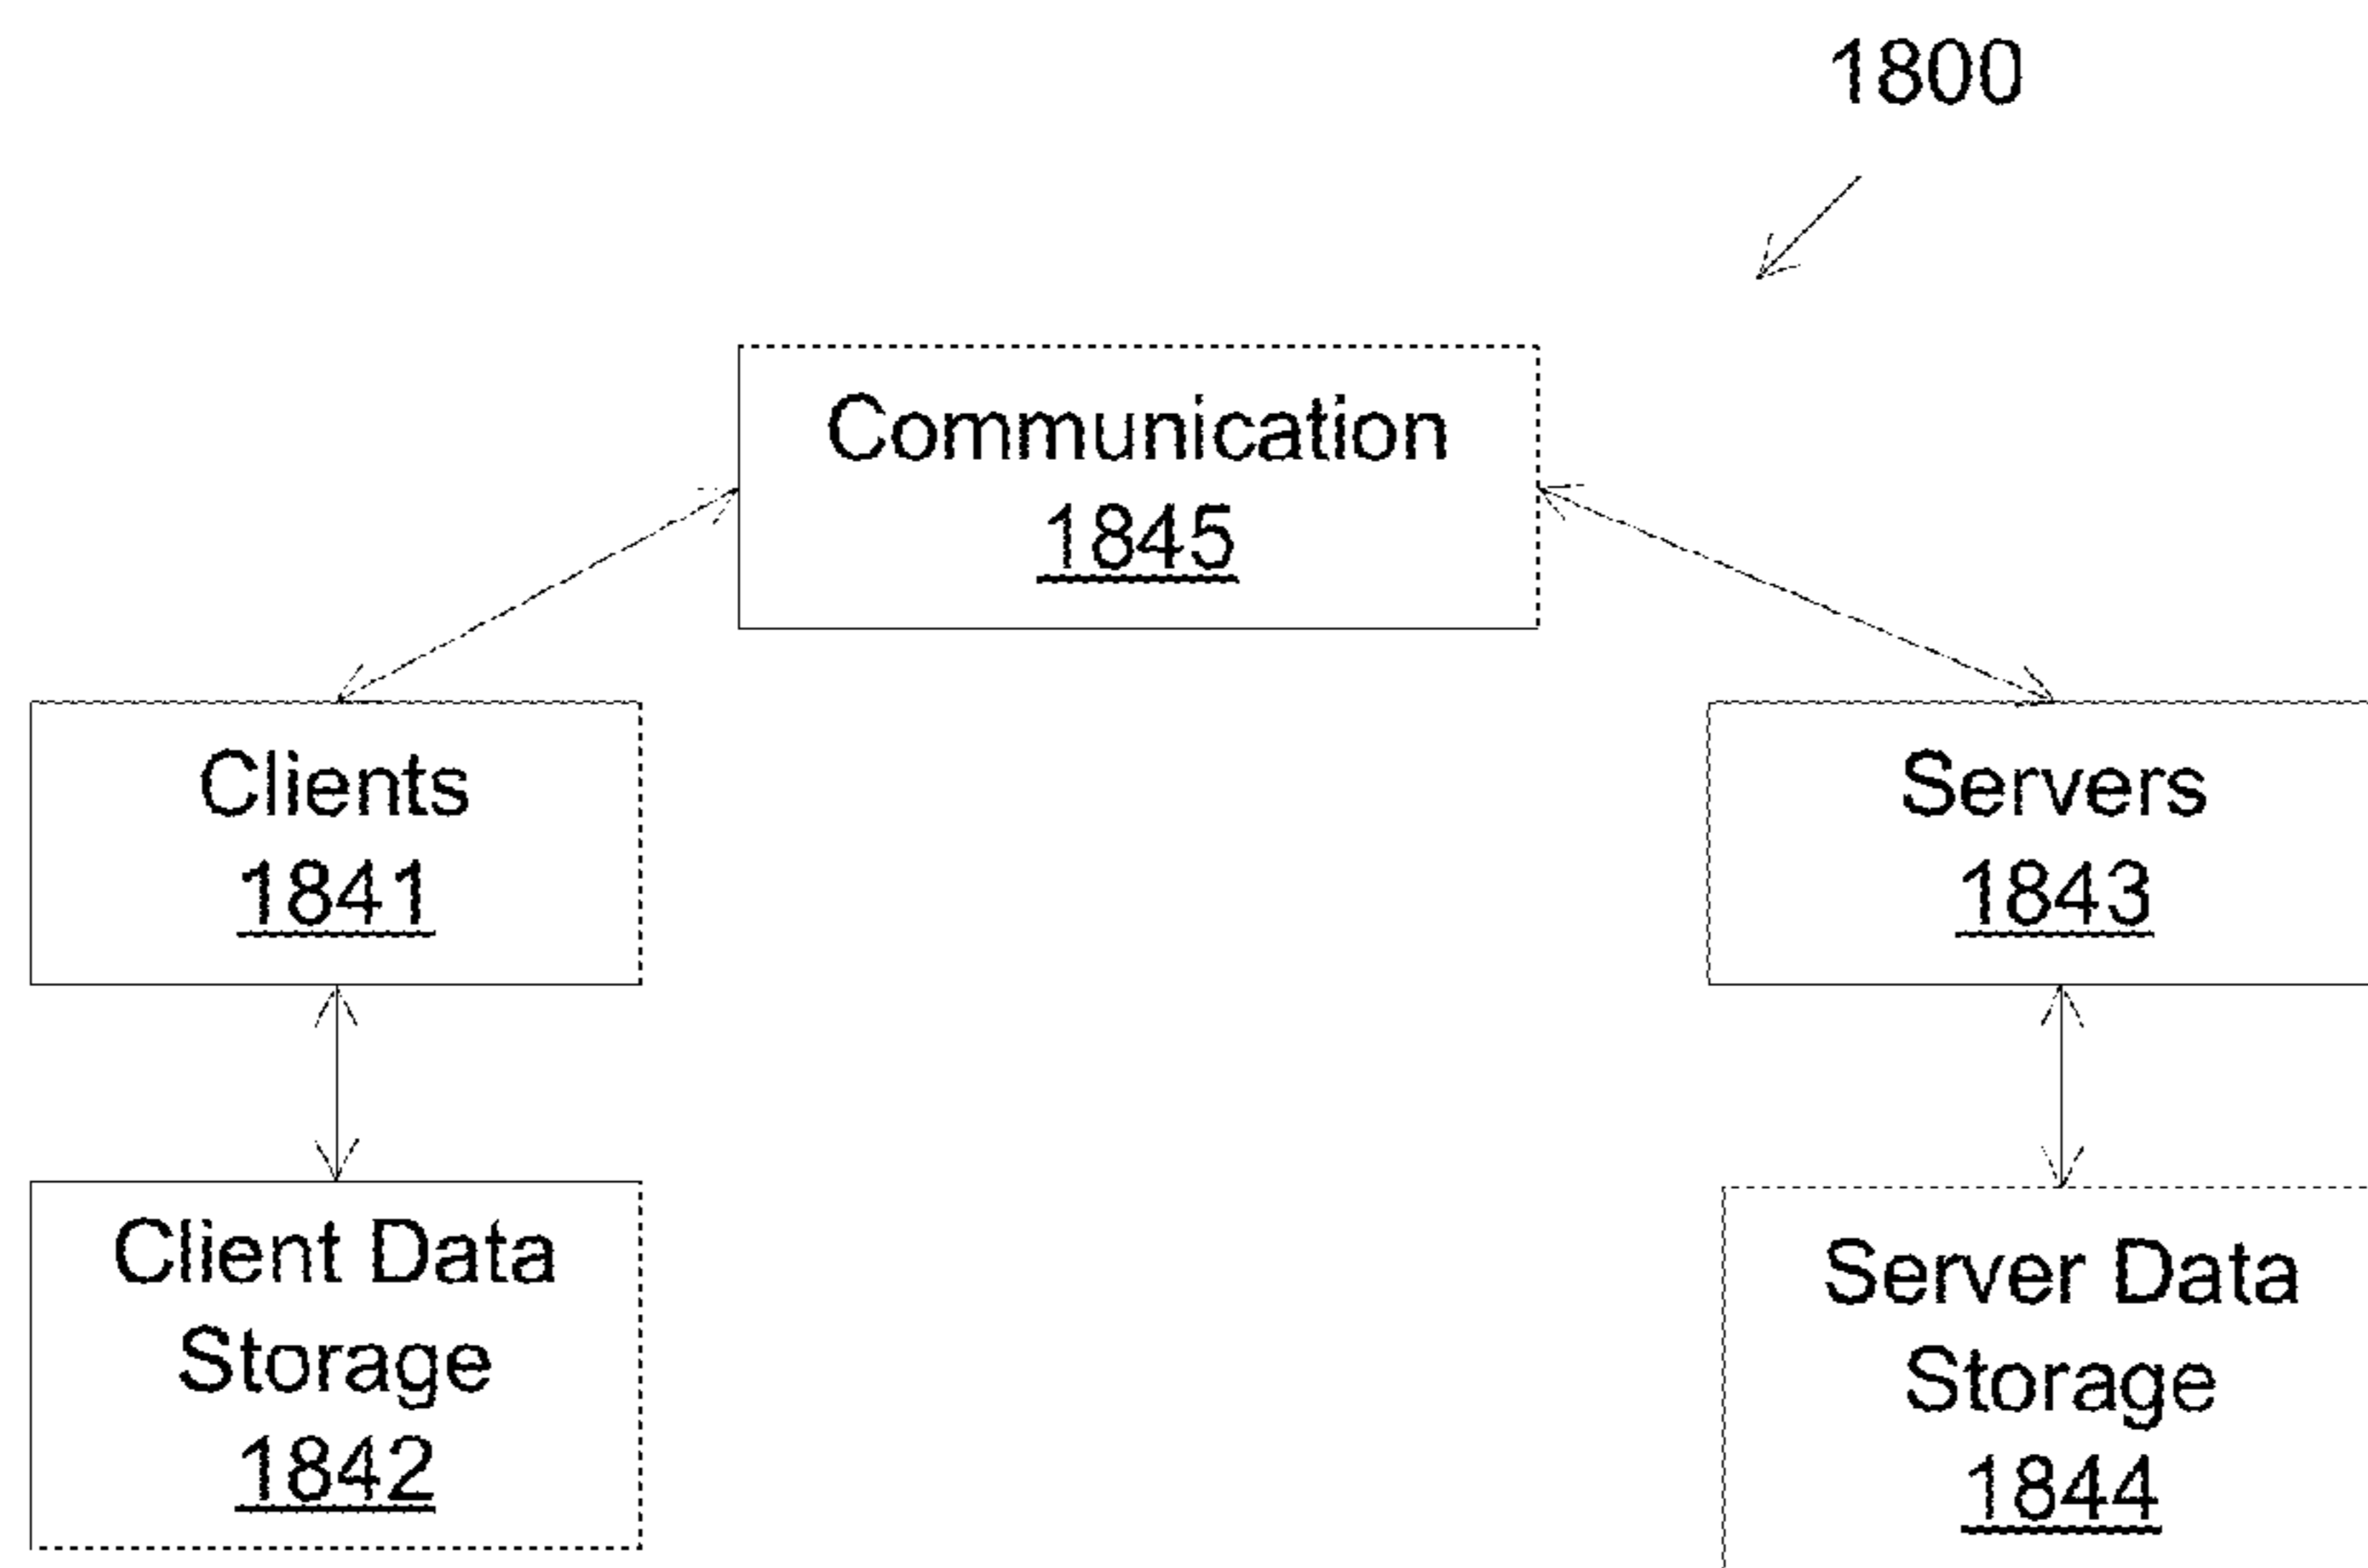 1800
Communication
1845
Clients
1841
Servers
1843
Client Data
Storage
1842
Server Data
Storage
1844